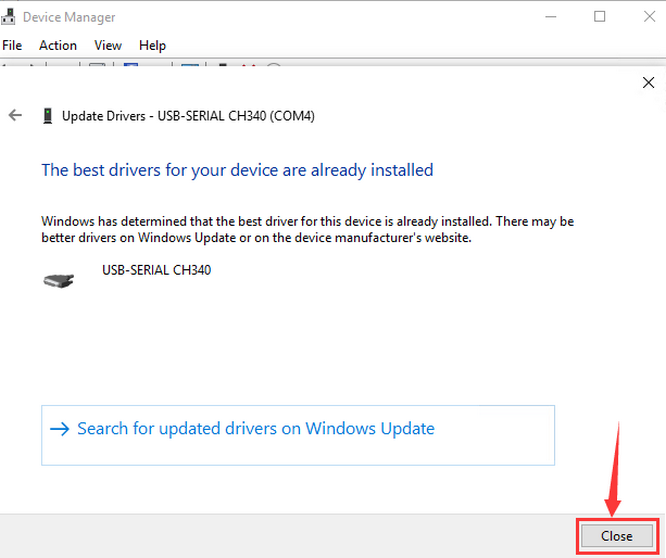 Device Manager
File Action View Help
Update Drivers - USB-SERIAL CH340 (COM4)
The best drivers for your device are already installed
Windows has determined that the best driver for this device is already installed. There may be
better drivers on Windows Update or on the device manufacturer's website.
USB-SERIAL CH340
Search for updated drivers on Windows Update
Close